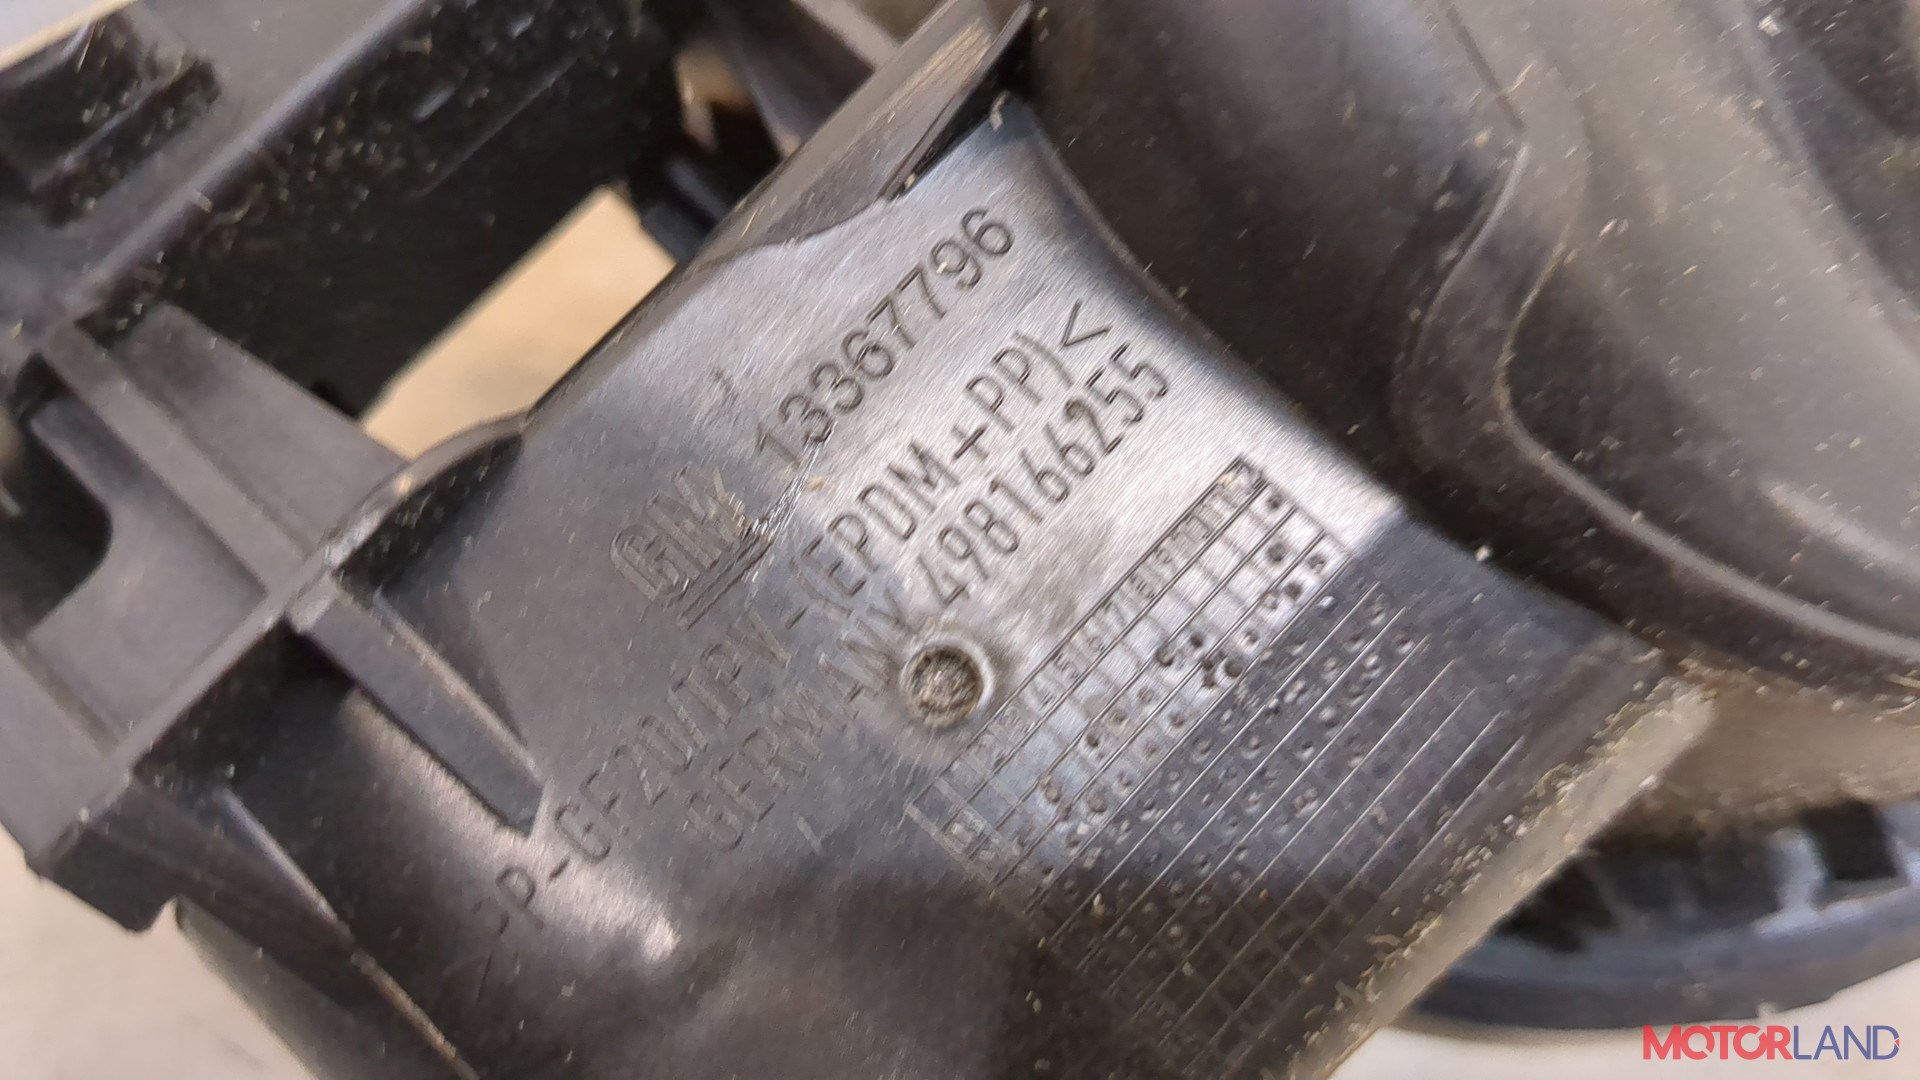 GM 13367796
>PP-GF20/TPV-(EPDM+PP)<
GERMANY 498166255
MOTORLAND